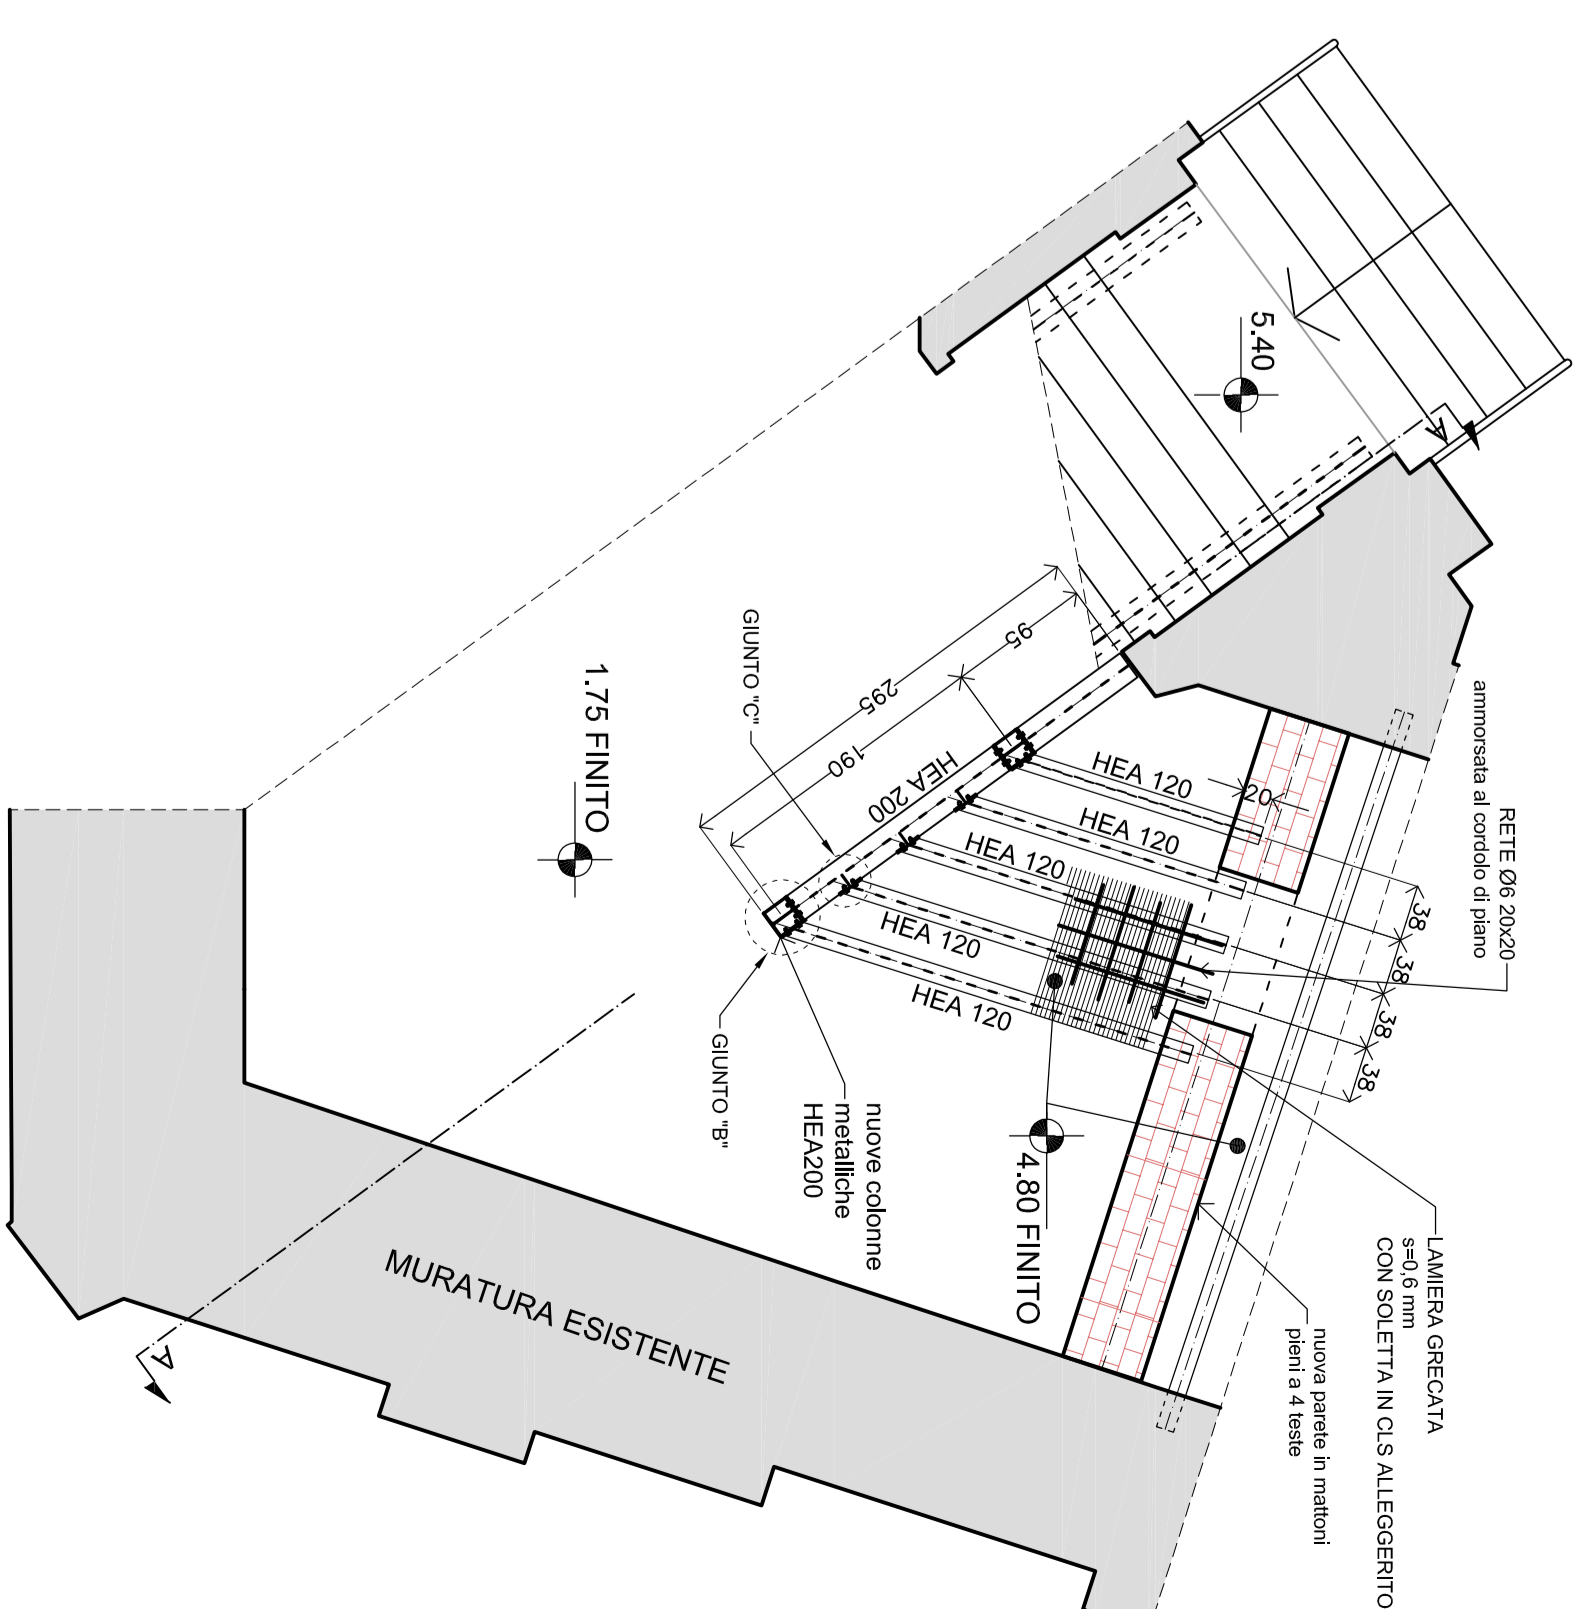 5.40
A
RETE Ø6 20x20
ammorsata al cordolo di piano
95
295
190
GIUNTO "C"
1.75 FINITO
HEA 200
HEA 120
HEA 120
HEA 120
HEA 120
HEA 120
20
38
38
38
38
GIUNTO "B"
nuove colonne
metalliche
HEA200
4.80 FINITO
LAMIERA GRECATA
s=0,6 mm
CON SOLETTA IN CLS ALLEGGERITO
nuova parete in mattoni
pieni a 4 teste
MURATURA ESISTENTE
A